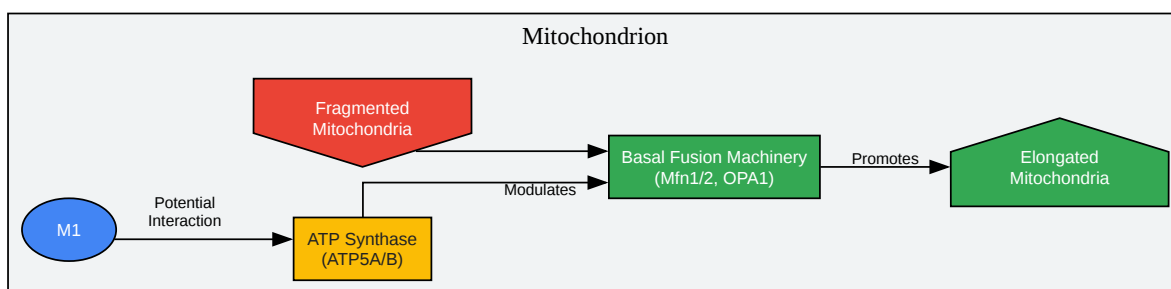 Mitochondrion
Fragmented
Mitochondria
Basal Fusion Machinery
(Mfn1/2, OPA1)
Promotes
Elongated
Mitochondria
Modulates
Potential
Interaction
M1
ATP Synthase
(ATP5A/B)